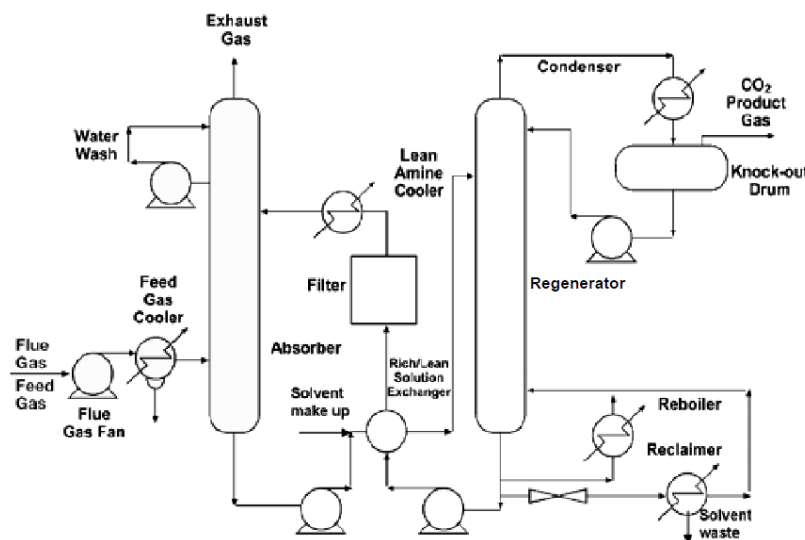 Exhaust
Gas
Condenser
CO₂
Product
Gas
Water
Wash
Lean
Amine
Cooler
Knock-out
Drum
Feed
Gas
Cooler
Filter
Regenerator
Flue
Gas
Feed
Gas
Absorber
Rich/Lean
Solution
Exchanger
Solvent
make up
Flue
Gas Fan
Reboiler
Reclaimer
Solvent
waste